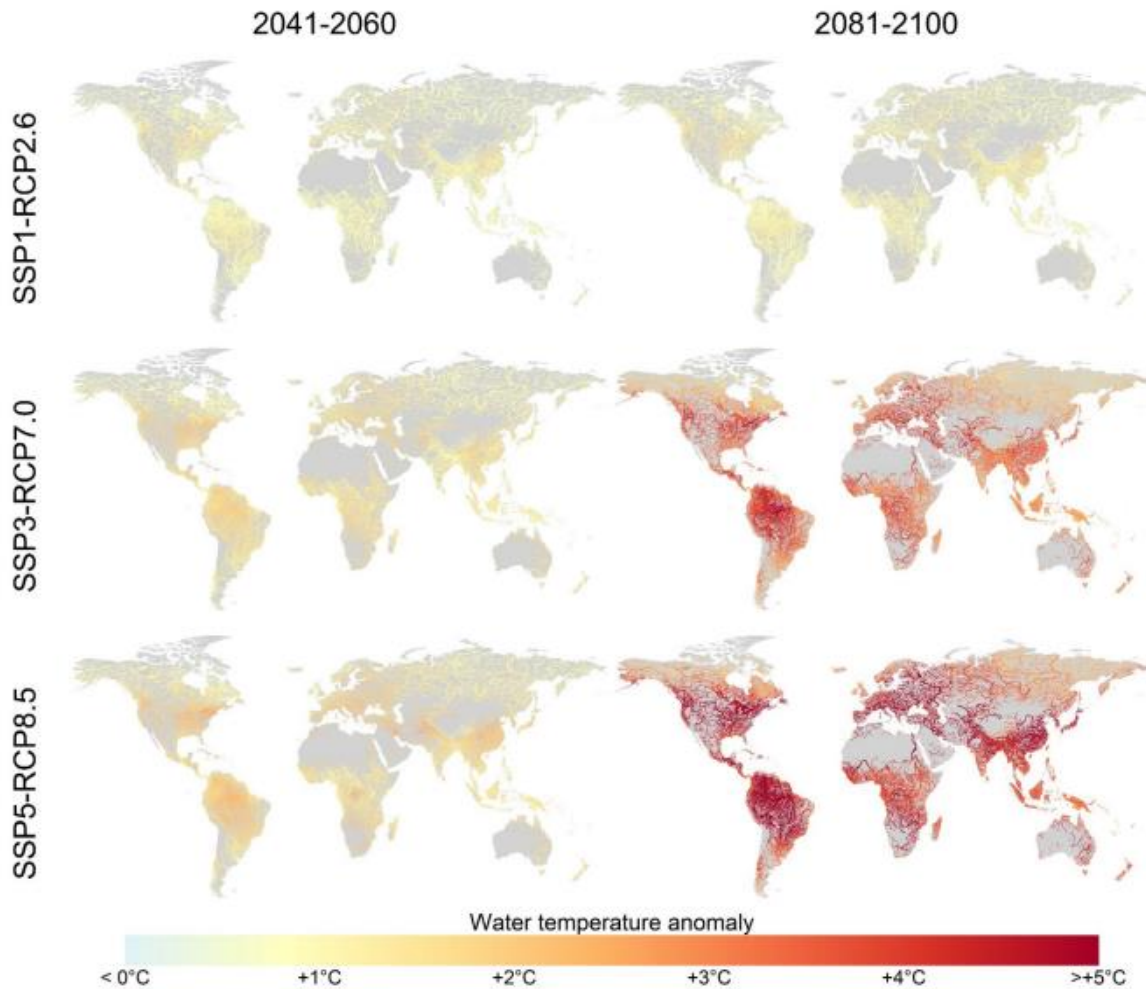 2041-2060
2081-2100
SSP1-RCP2.6
SSP3-RCP7.0
SSP5-RCP8.5
Water temperature anomaly
< 0°C
+1°C
+2°C
+3°C
+4°C
>+5°C